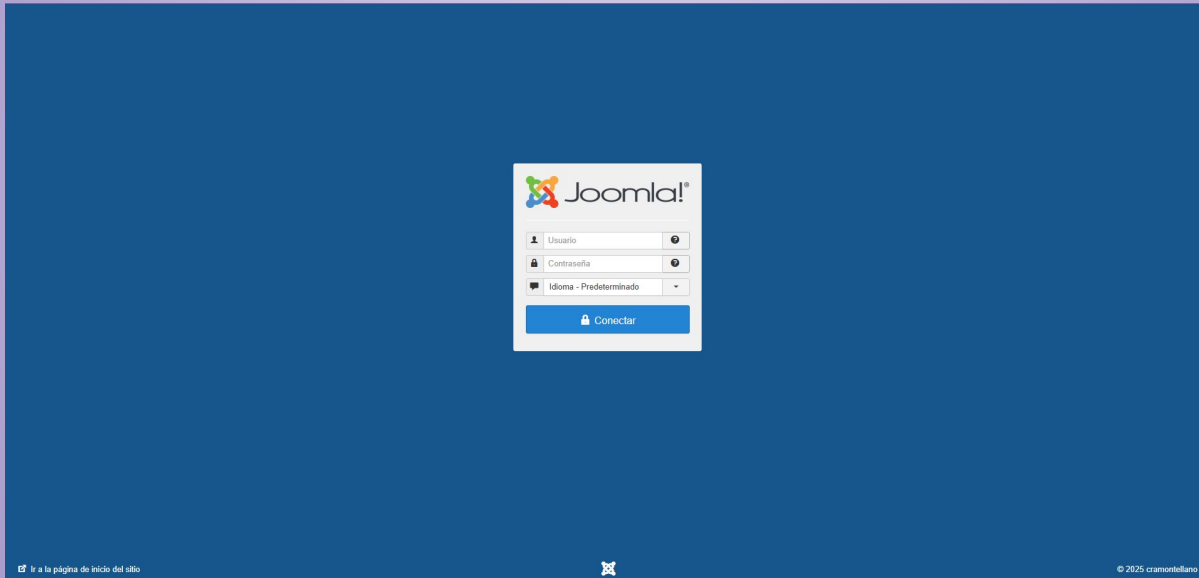 Joomla!®
Usuario
Contraseña
Idioma - Predeterminado
Conectar
Ir a la página de inicio del sitio
© 2025 cramontellano